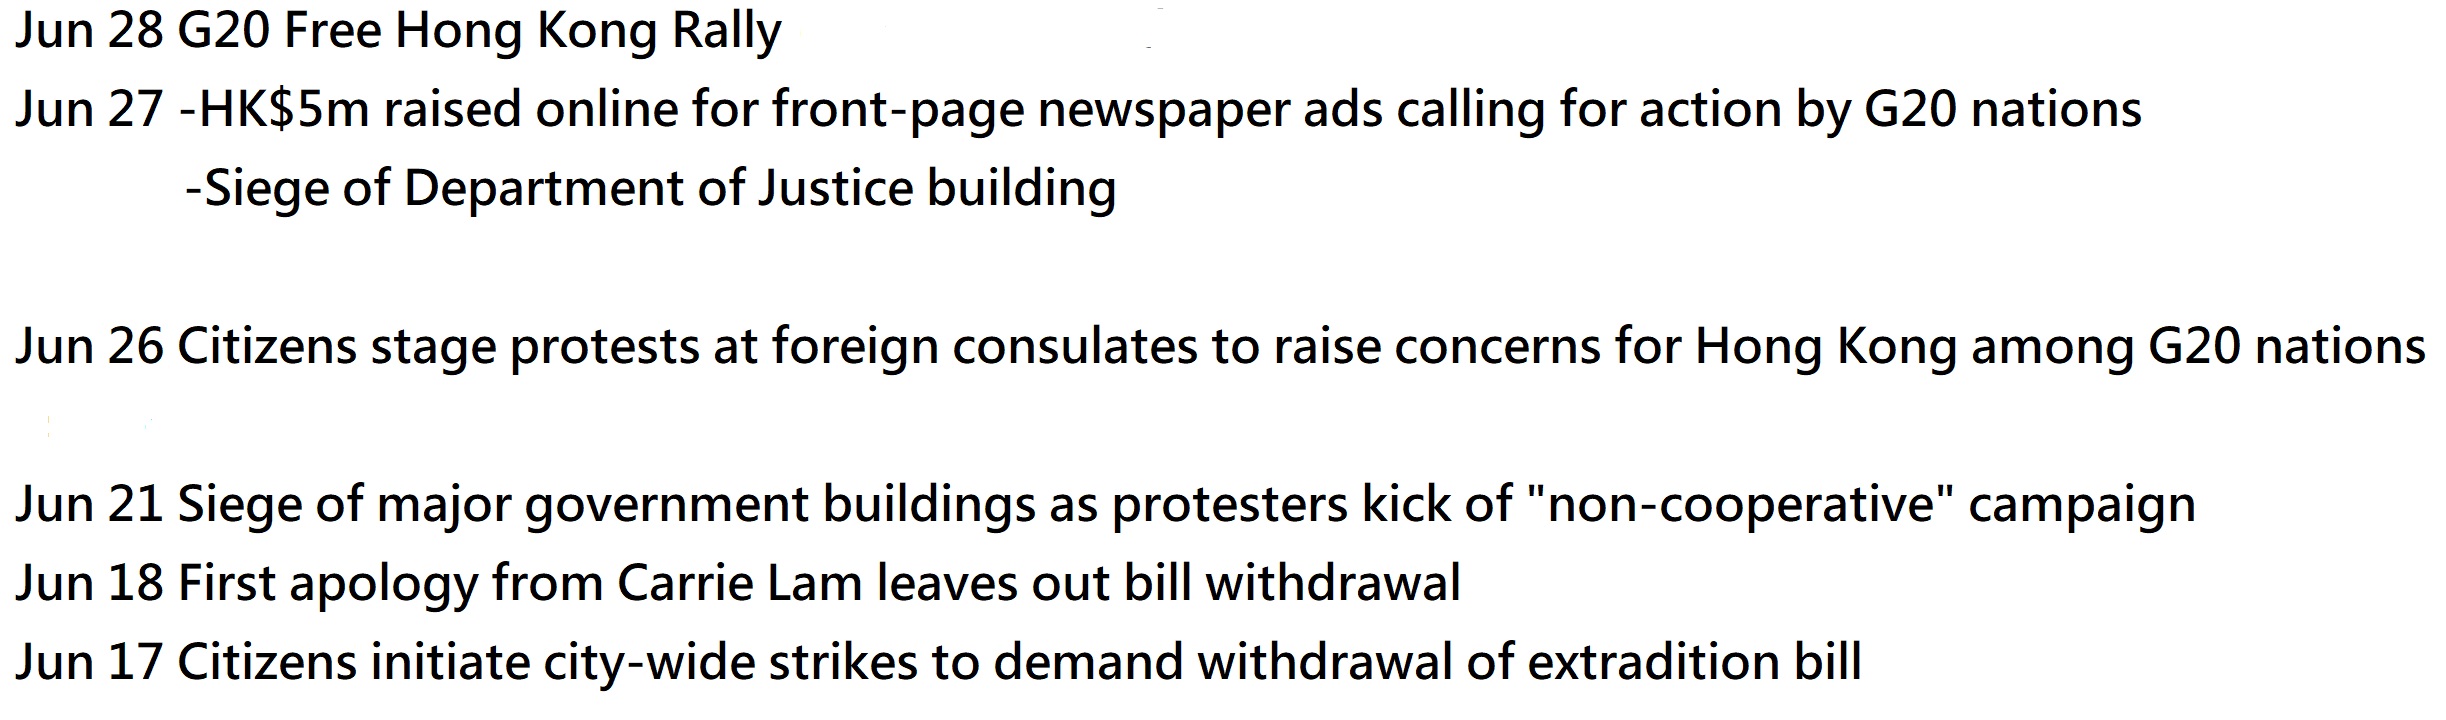 Jun 28 G20 Free Hong Kong Rally
Jun 27 -HK$5m raised online for front-page newspaper ads calling for action by G20 nations
-Siege of Department of Justice building
Jun 26 Citizens stage protests at foreign consulates to raise concerns for Hong Kong among G20 nations
Jun 21 Siege of major government buildings as protesters kick of "non-cooperative" campaign
Jun 18 First apology from Carrie Lam leaves out bill withdrawal
Jun 17 Citizens initiate city-wide strikes to demand withdrawal of extradition bill